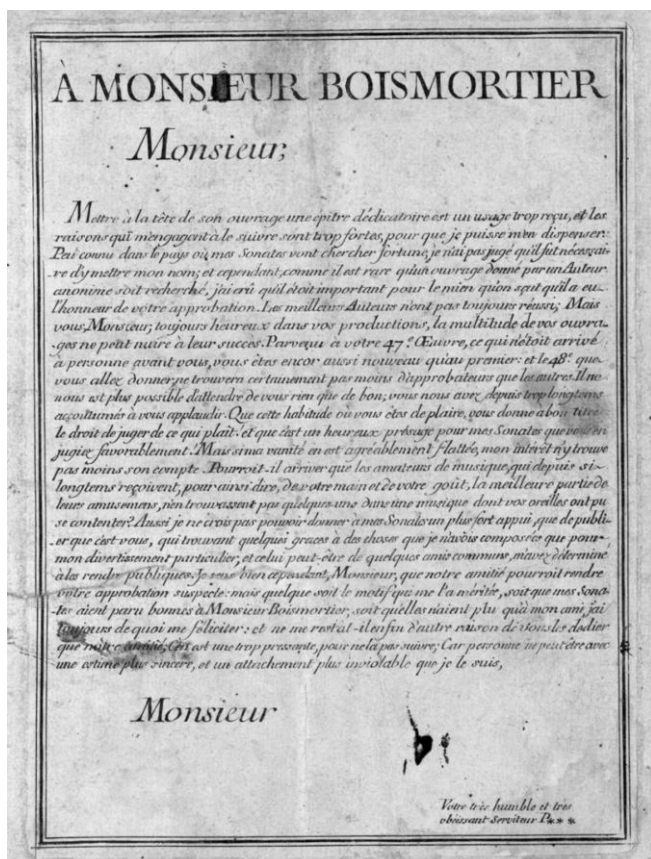 À MONSIEUR BOISMORTIER
Monsieur;
Mettre à la tête de son ouvrage une epitre dédicatoire est un usage trop reçu, et les
raisons qui m'engagent à le suivre sont trop fortes, pour que je puisse m'en dispenser.
Peu connu dans le pays où mes Sonates vont chercher fortune, je n'ai pas jugé qu'il fut nécessai-
re d'y mettre mon nom; et cependant, comme il est rare qu'un ouvrage donné par un Auteur
anonime soit recherché, j'ai crû qu'il étoit important pour le mien qu'on sçut qu'il a eu
l'honneur de votre approbation. Les meilleurs Auteurs n'ont pas toujours réussi; Mais
vous, Monsieur, toujours heureux dans vos productions, la multitude de vos ouvra-
ges ne peut nuire à leur succès. Parvenu à votre 47e. Œuvre, ce qui n'étoit arrivé
à personne avant vous, vous êtes encor aussi nouveau qu'au premier: et le 48e. que
vous allez donner, ne trouvera certainement pas moins d'approbateurs que les autres. Il ne
nous est plus possible d'attendre de vous rien que de bon; vous nous avez depuis trop longtems
accoutumés à vous applaudir. Que cette habitude où vous êtes de plaire, vous donne à bon titre
le droit de juger de ce qui plaît! et que c'est un heureux présage pour mes Sonates que vous en
jugiez favorablement! Mais si ma vanité en est agréablement flattée, mon intérêt n'y trouve
pas moins son compte. Pourroit-il arriver que les amateurs de musique, qui depuis si
longtems reçoivent, pour ainsi dire, de votre main et de votre goût, la meilleure partie de
leurs amusemens, n'en trouvassent pas quelques-uns dans une musique dont vos oreilles ont pu
se contenter? Aussi je ne crois pas pouvoir donner à mes Sonates un plus fort appui, que de publi-
er que c'est vous, qui trouvant quelques graces à des choses que je n'avois composées que pour
mon divertissement particulier, et celui peut-être de quelques amis communs, m'avez déterminé
à les rendre publiques. Je sens bien cependant, Monsieur, que notre amitié pourroit rendre
votre approbation suspecte: mais quelque soit le motif qui me l'a mérité, soit que mes Sona-
tes aient paru bonnes à Monsieur Boismortier, soit qu'elles n'aient plu qu'à mon ami, j'ai
toujours de quoi me féliciter: et ne me restât-il enfin d'autre raison de vous les dédier
que notre amitié; C'en est une trop pressante, pour ne la pas suivre; Car personne ne peut être avec
une estime plus sincere, et un attachement plus inviolable que je le suis,
Monsieur
Votre très humble et très
obéissant Serviteur P***